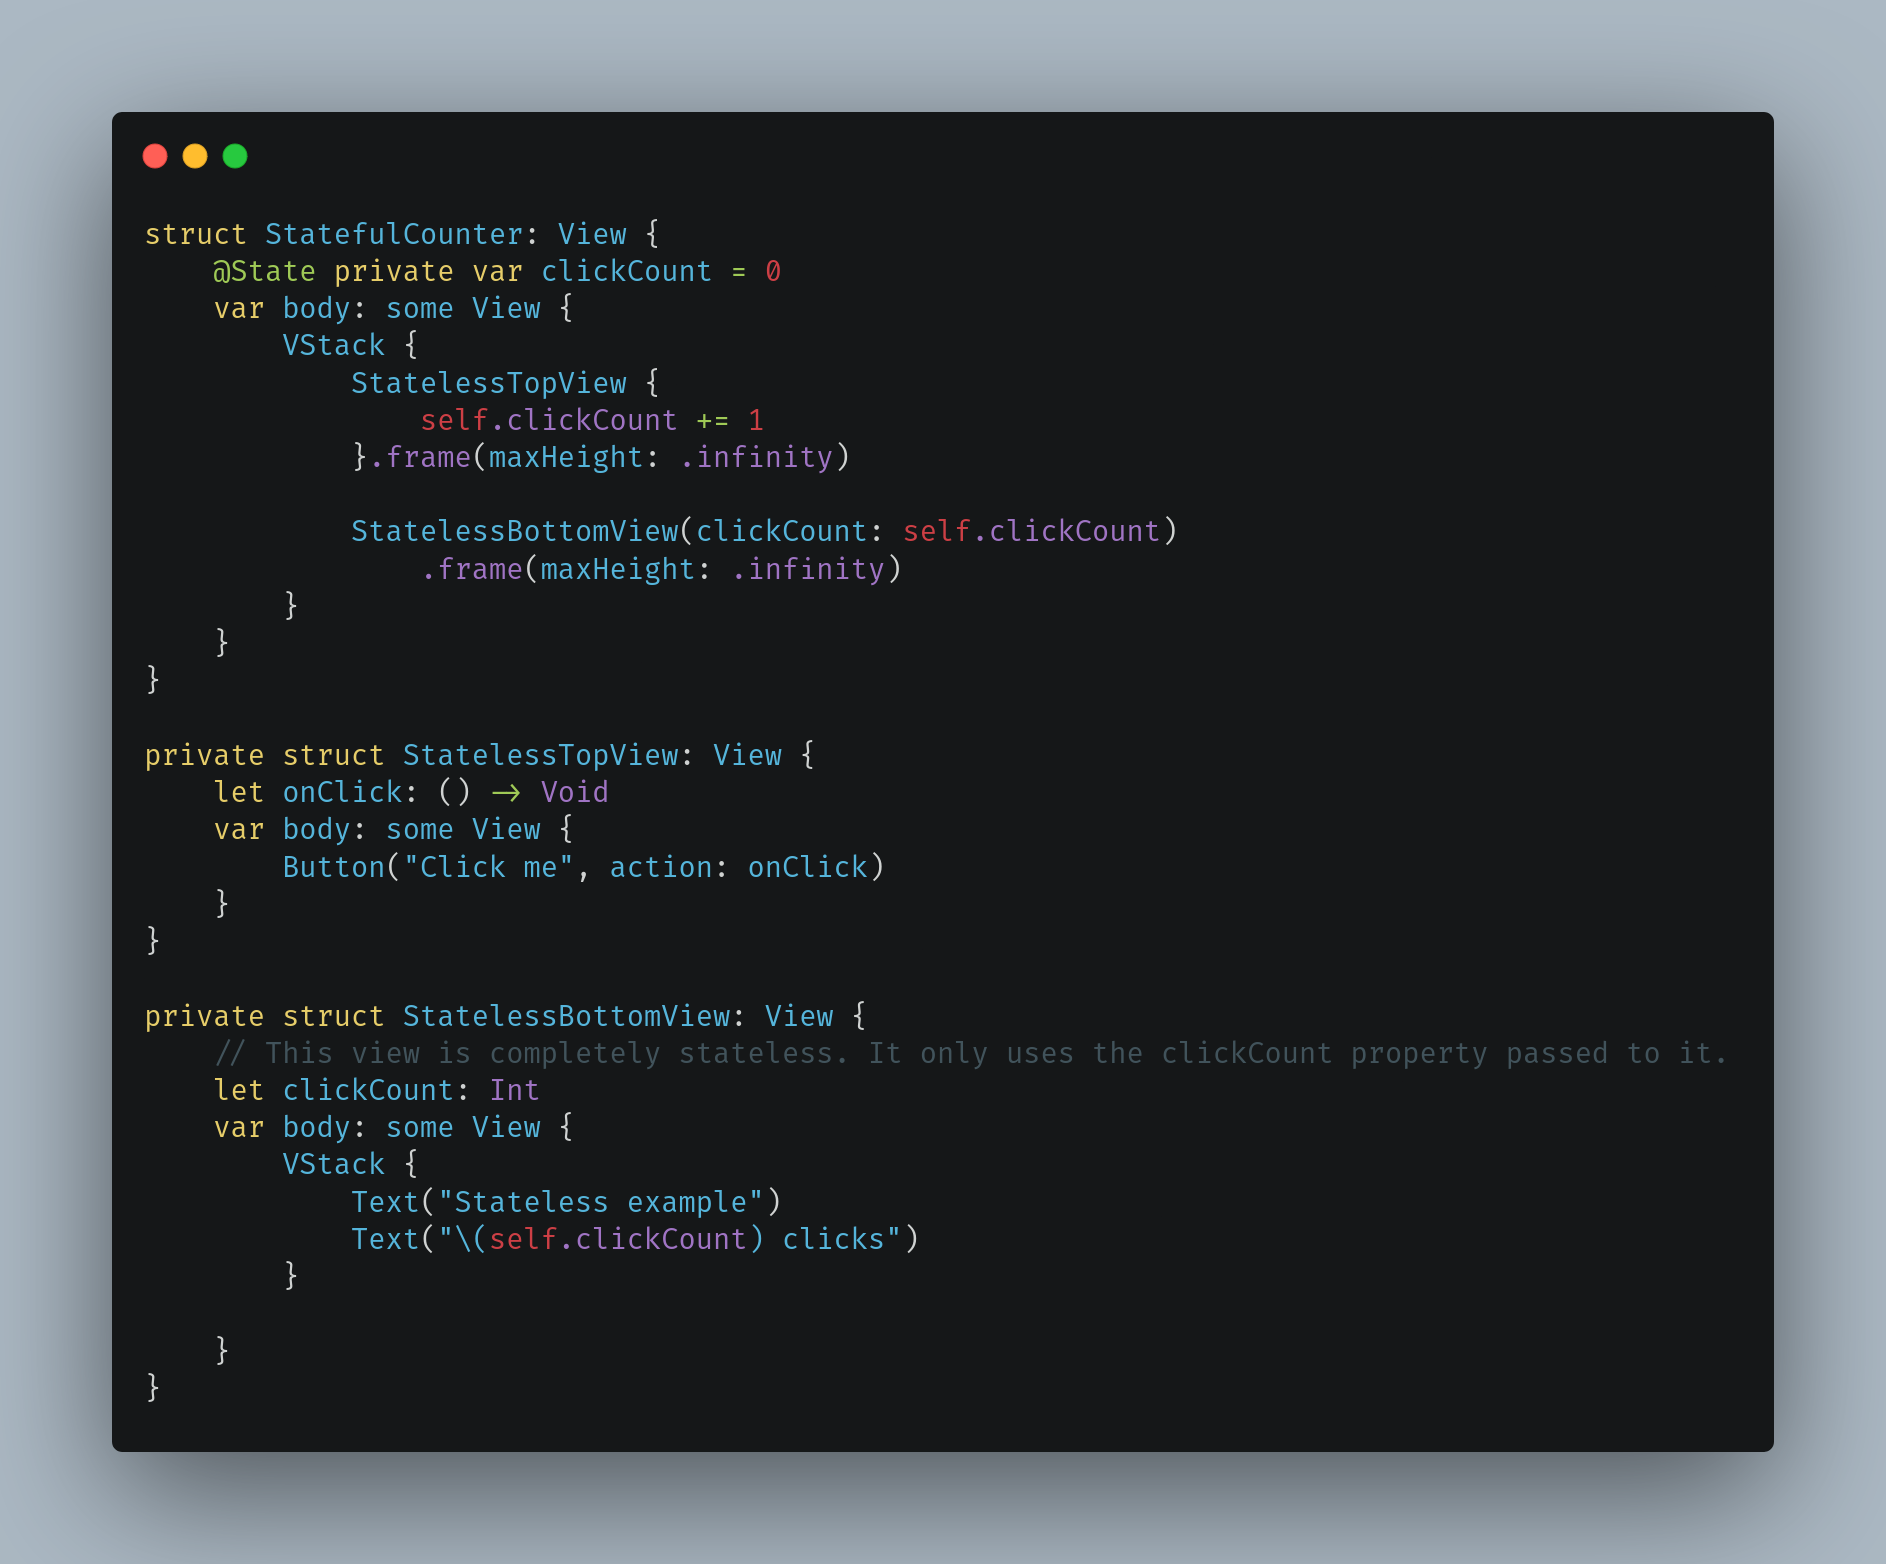 struct StatefulCounter: View {
    @State private var clickCount = 0
    var body: some View {
        VStack {
            StatelessTopView {
                self.clickCount += 1
            }.frame(maxHeight: .infinity)

            StatelessBottomView(clickCount: self.clickCount)
                .frame(maxHeight: .infinity)
        }
    }
}

private struct StatelessTopView: View {
    let onClick: () -> Void
    var body: some View {
        Button("Click me", action: onClick)
    }
}

private struct StatelessBottomView: View {
    // This view is completely stateless. It only uses the clickCount property passed to it.
    let clickCount: Int
    var body: some View {
        VStack {
            Text("Stateless example")
            Text("\(self.clickCount) clicks")
        }

    }
}